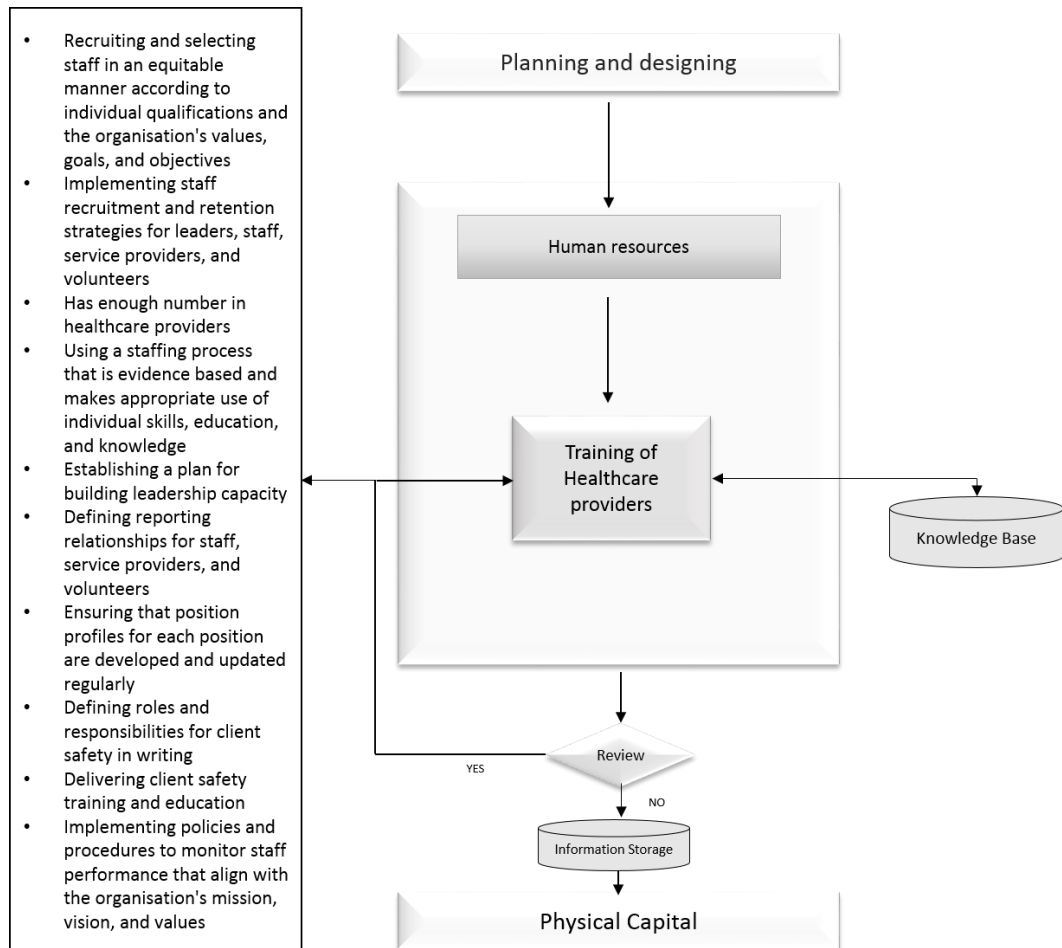 • Recruiting and selecting
staff in an equitable
manner according to
individual qualifications and
the organisation's values,
goals, and objectives
• Implementing staff
recruitment and retention
strategies for leaders, staff,
service providers, and
volunteers
• Has enough number in
healthcare providers
• Using a staffing process
that is evidence based and
makes appropriate use of
individual skills, education,
and knowledge
• Establishing a plan for
building leadership capacity
• Defining reporting
relationships for staff,
service providers, and
volunteers
• Ensuring that position
profiles for each position
are developed and updated
regularly
• Defining roles and
responsibilities for client
safety in writing
• Delivering client safety
training and education
• Implementing policies and
procedures to monitor staff
performance that align with
the organisation's mission,
vision, and values
Planning and designing
Human resources
Training of
Healthcare
providers
Knowledge Base
Review
YES
NO
Information Storage
Physical Capital